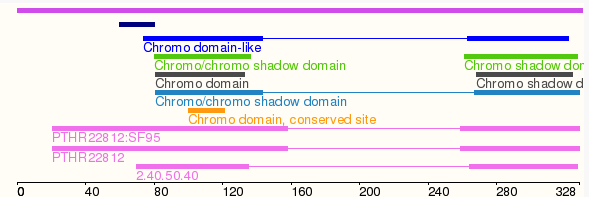 Chromo domain-like
Chromo/chromo shadow domain Chromo shadow dor
Chromo domain Chromo shadow d
Chromo/chromo shadow domain
Chromo domain, conserved site
PTHR22812:SF95
PTHR22812
2.40.50.40
0 40 80 120 160 200 240 280 328